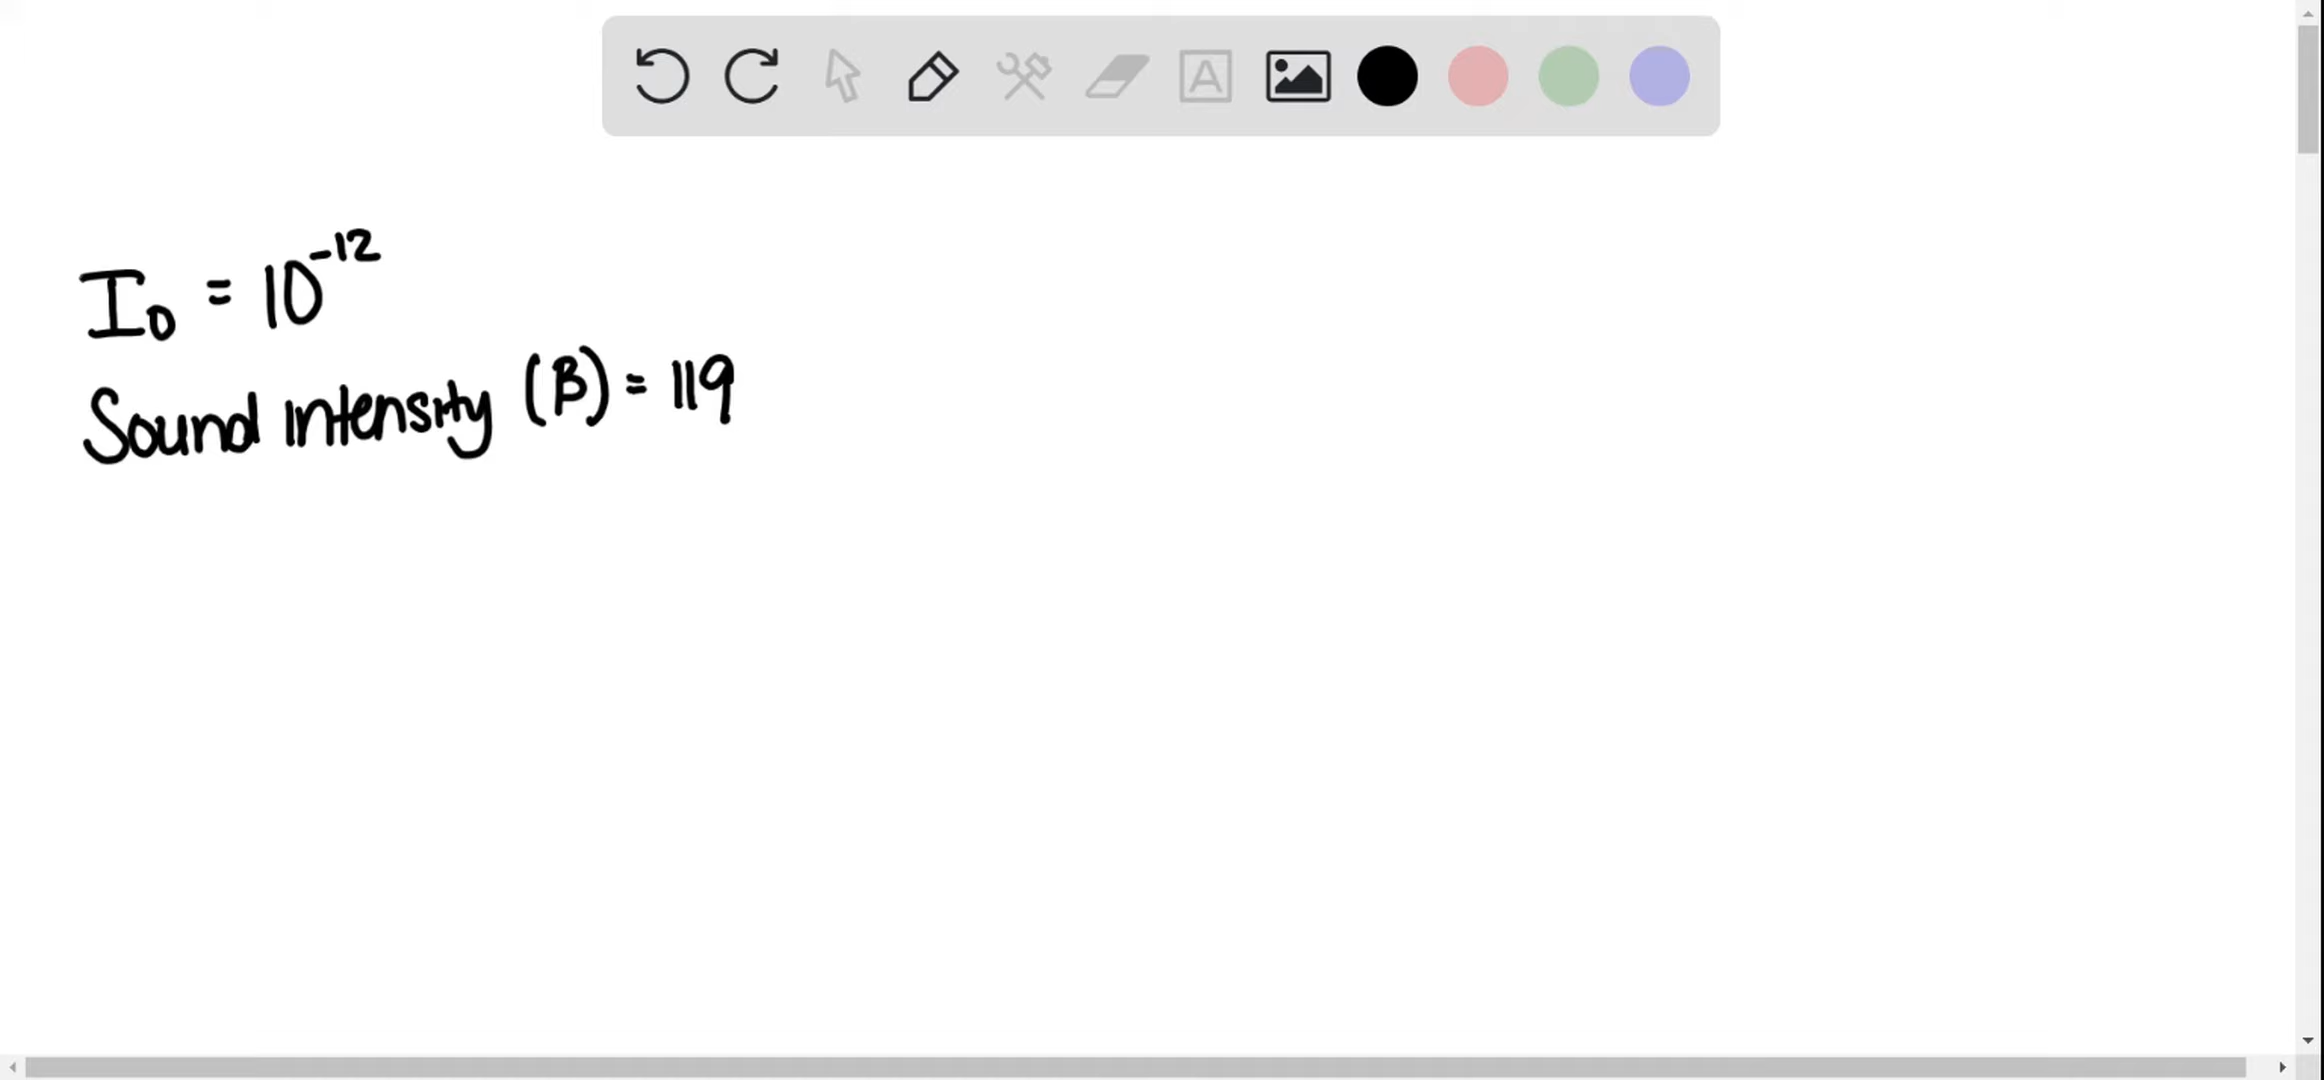 A
I₀ = 10⁻¹²
Sound intensity (β) = 119